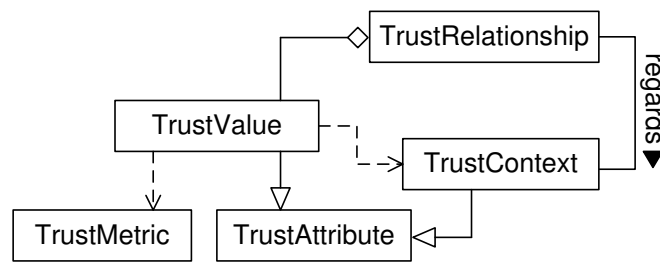 TrustRelationship
regards
TrustValue
TrustContext
TrustMetric
TrustAttribute